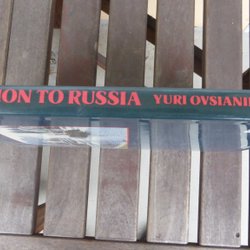 ION TO RUSSIA YURI OVSIANI